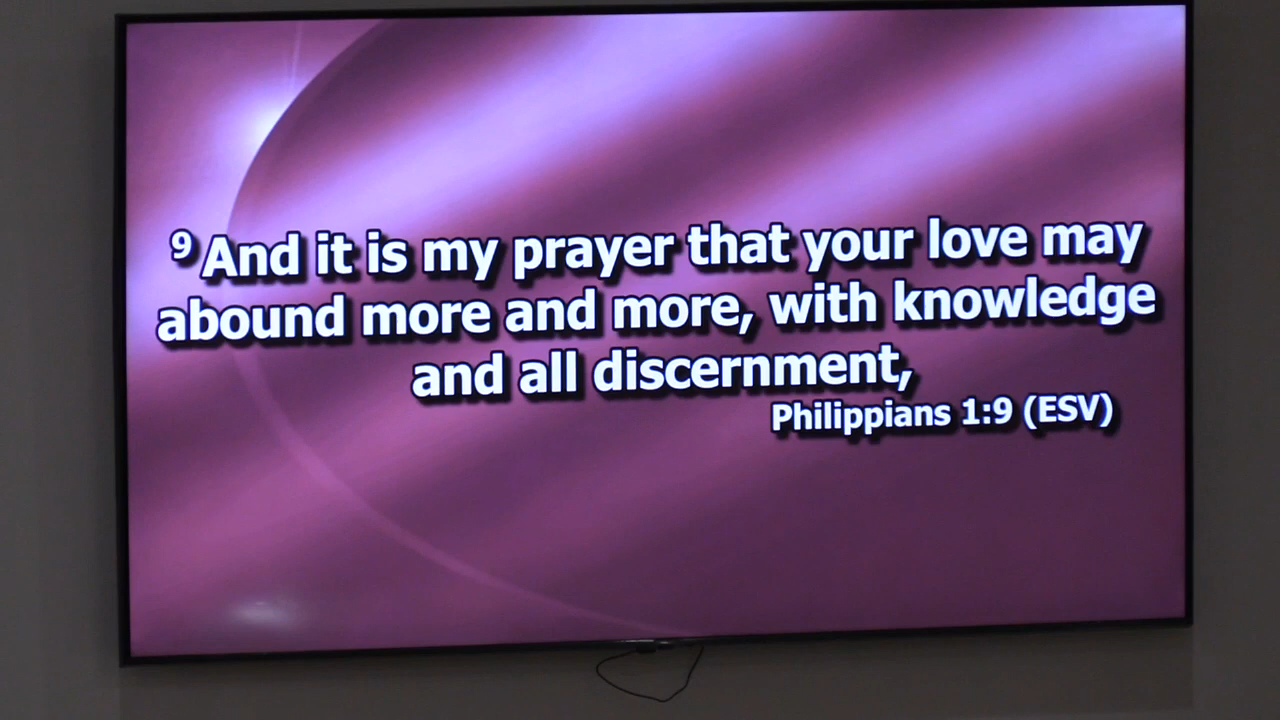 9 And it is my prayer that your love may
abound more and more, with knowledge
and all discernment,
Philippians 1:9 (ESV)